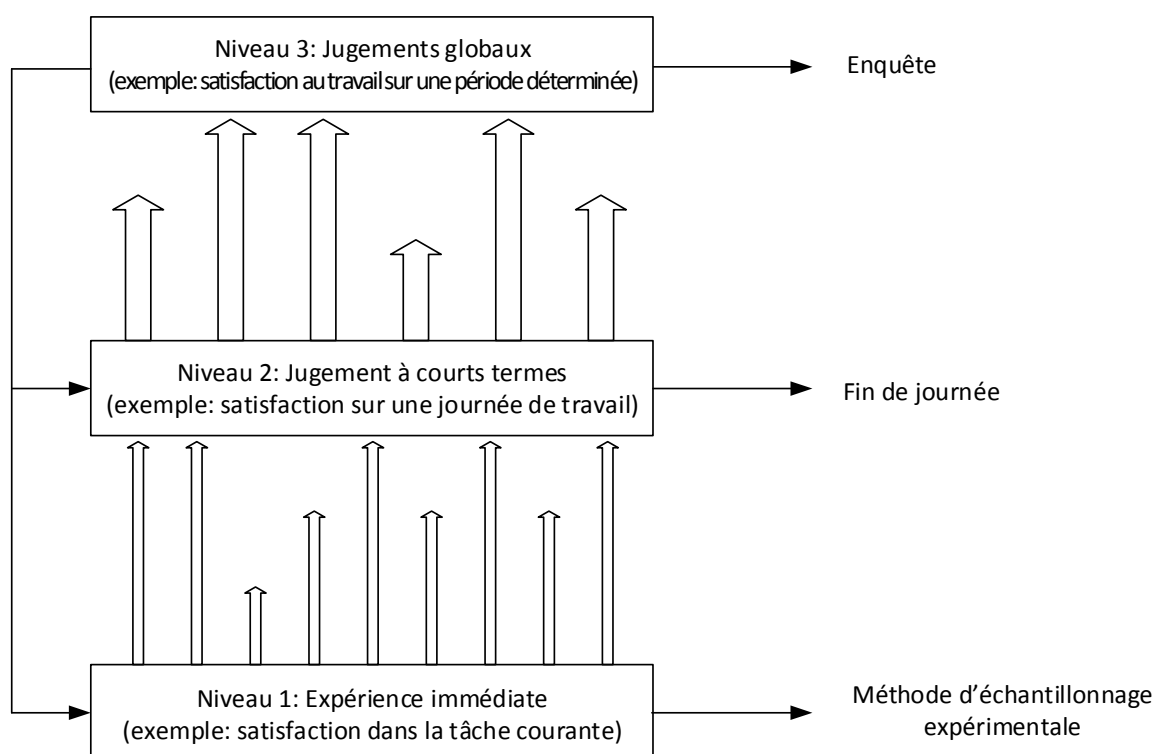 Niveau 3: Jugements globaux
(exemple: satisfaction au travail sur une période déterminée)
Enquête
Niveau 2: Jugement à courts termes
(exemple: satisfaction sur une journée de travail)
Fin de journée
Niveau 1: Expérience immédiate
(exemple: satisfaction dans la tâche courante)
Méthode d’échantillonnage
expérimentale